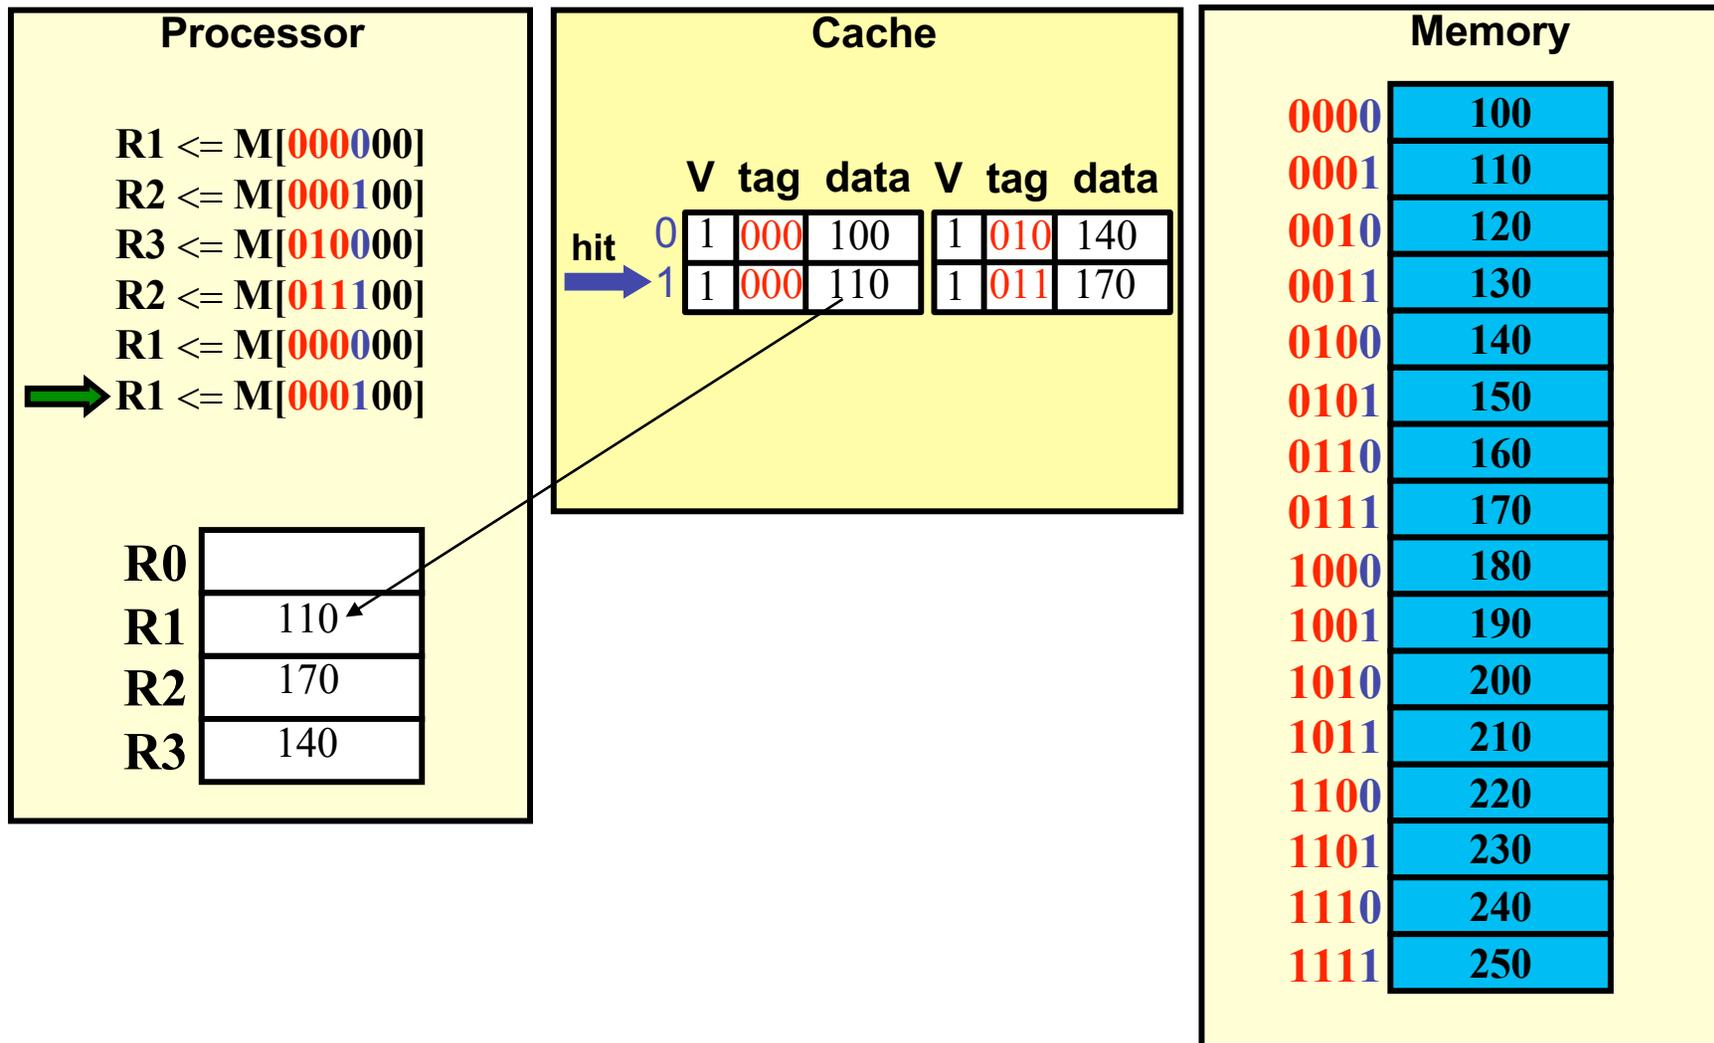 Processor
R1 <= M[000000]
R2 <= M[000100]
R3 <= M[010000]
R2 <= M[011100]
R1 <= M[000000]
R1 <= M[000100]
R0
R1 110
R2 170
R3 140
Cache
V tag data V tag data
hit
0 1 000 100 1 010 140
1 1 000 110 1 011 170
Memory
0000 100
0001 110
0010 120
0011 130
0100 140
0101 150
0110 160
0111 170
1000 180
1001 190
1010 200
1011 210
1100 220
1101 230
1110 240
1111 250